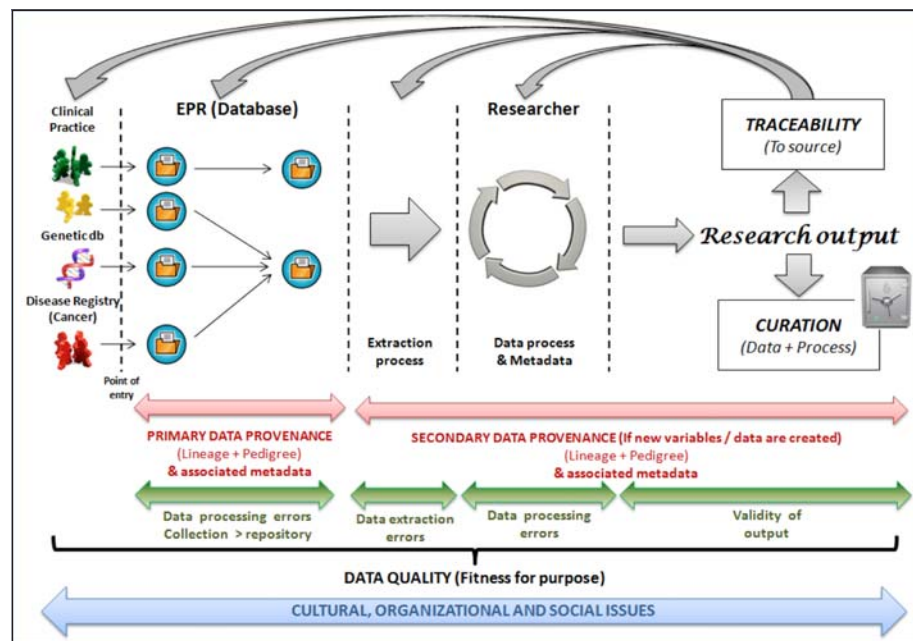 Clinical
Practice
EPR (Database)
Researcher
TRACEABILITY
(To source)
Genetic db
Research output
Disease Registry
(Cancer)
CURATION
(Data + Process)
Extraction
process
Data process
& Metadata
Point of
entry
PRIMARY DATA PROVENANCE
(Lineage + Pedigree)
& associated metadata
SECONDARY DATA PROVENANCE (If new variables / data are created)
(Lineage + Pedigree)
& associated metadata
Data processing errors
Collection > repository
Data extraction
errors
Data processing
errors
Validity of
output
DATA QUALITY (Fitness for purpose)
CULTURAL, ORGANIZATIONAL AND SOCIAL ISSUES